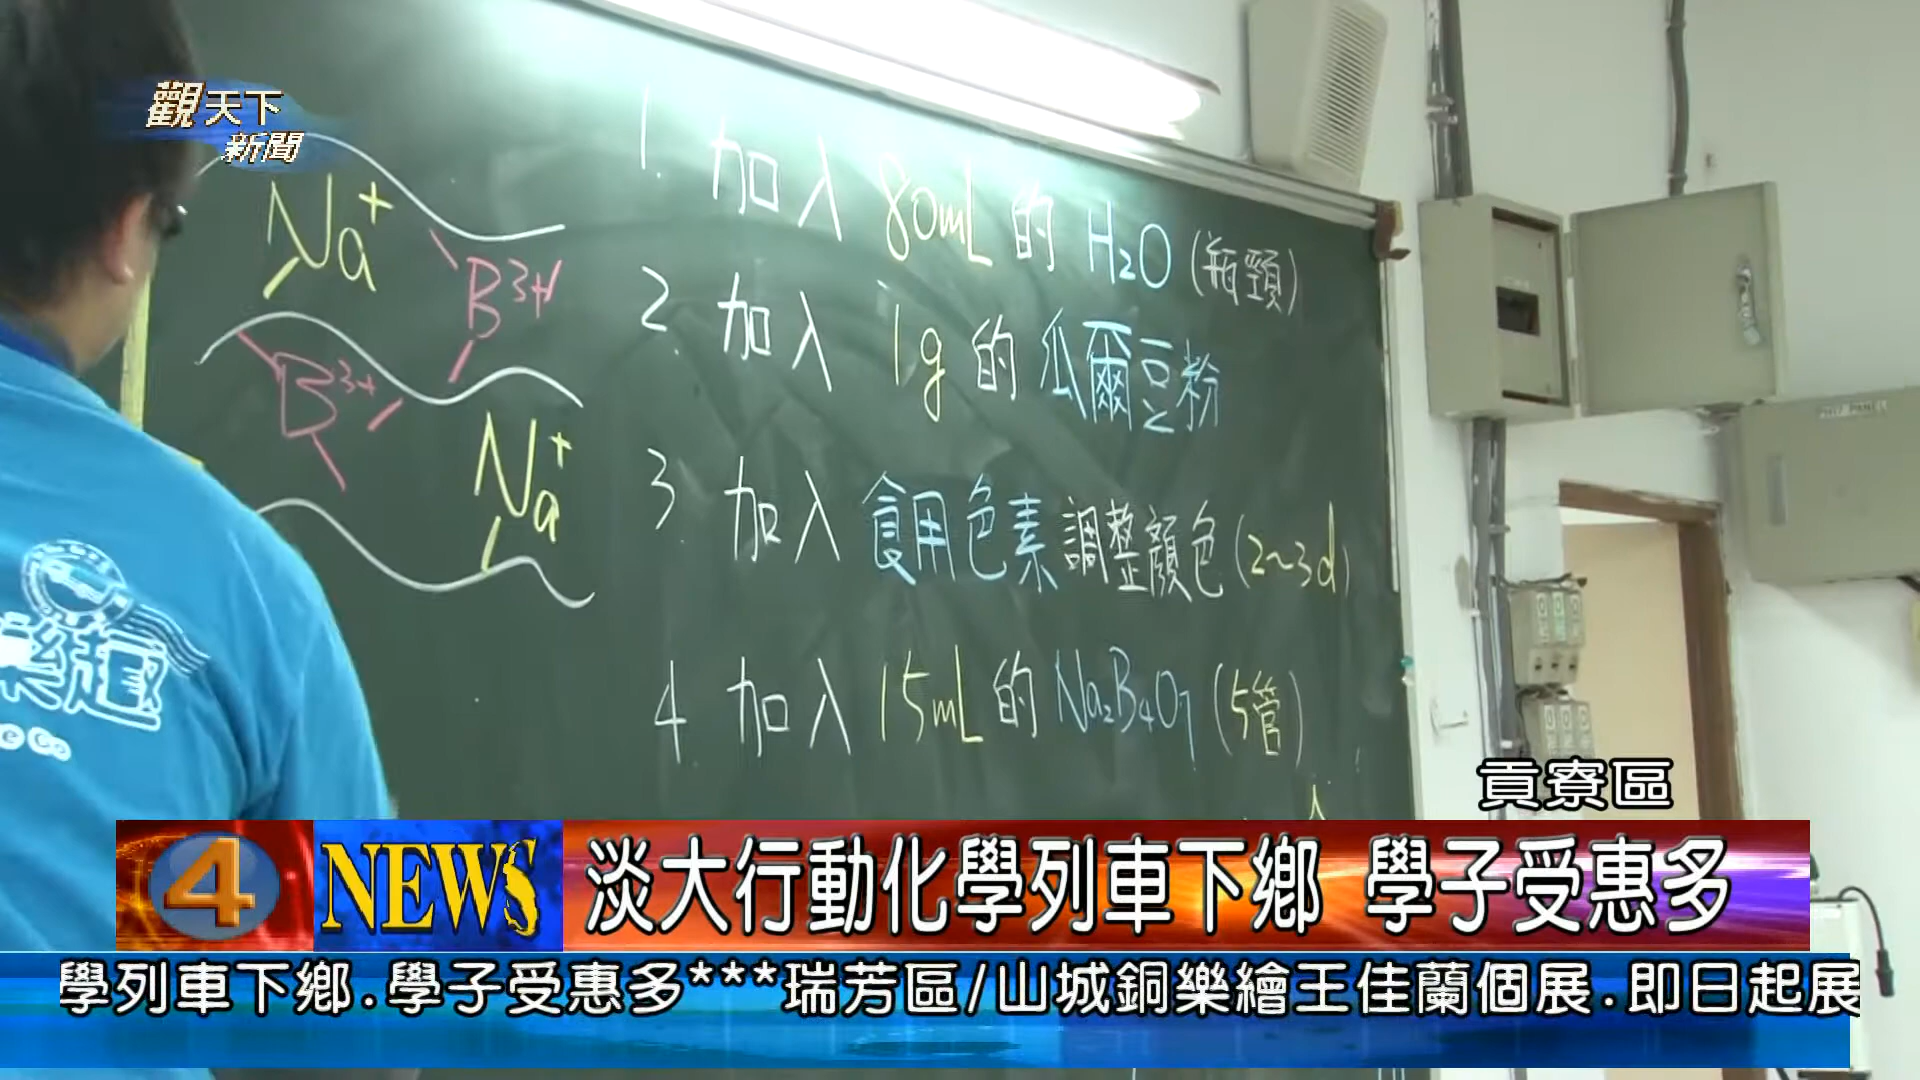 觀天下
新聞
Na+
B3+
B3+
Na+
1. 加入 80mL 的 H2O (瓶頸)
2. 加入 1g 的 瓜爾豆粉
3 加入 食用色素 調整顏色 (2~3d)
4 加入 15mL 的 Na2B4O7 (5管)
樂趣
貢寮區
4 NEWS 淡大行動化學列車下鄉 學子受惠多
學列車下鄉.學子受惠多***瑞芳區/山城銅樂繪王佳蘭個展.即日起展